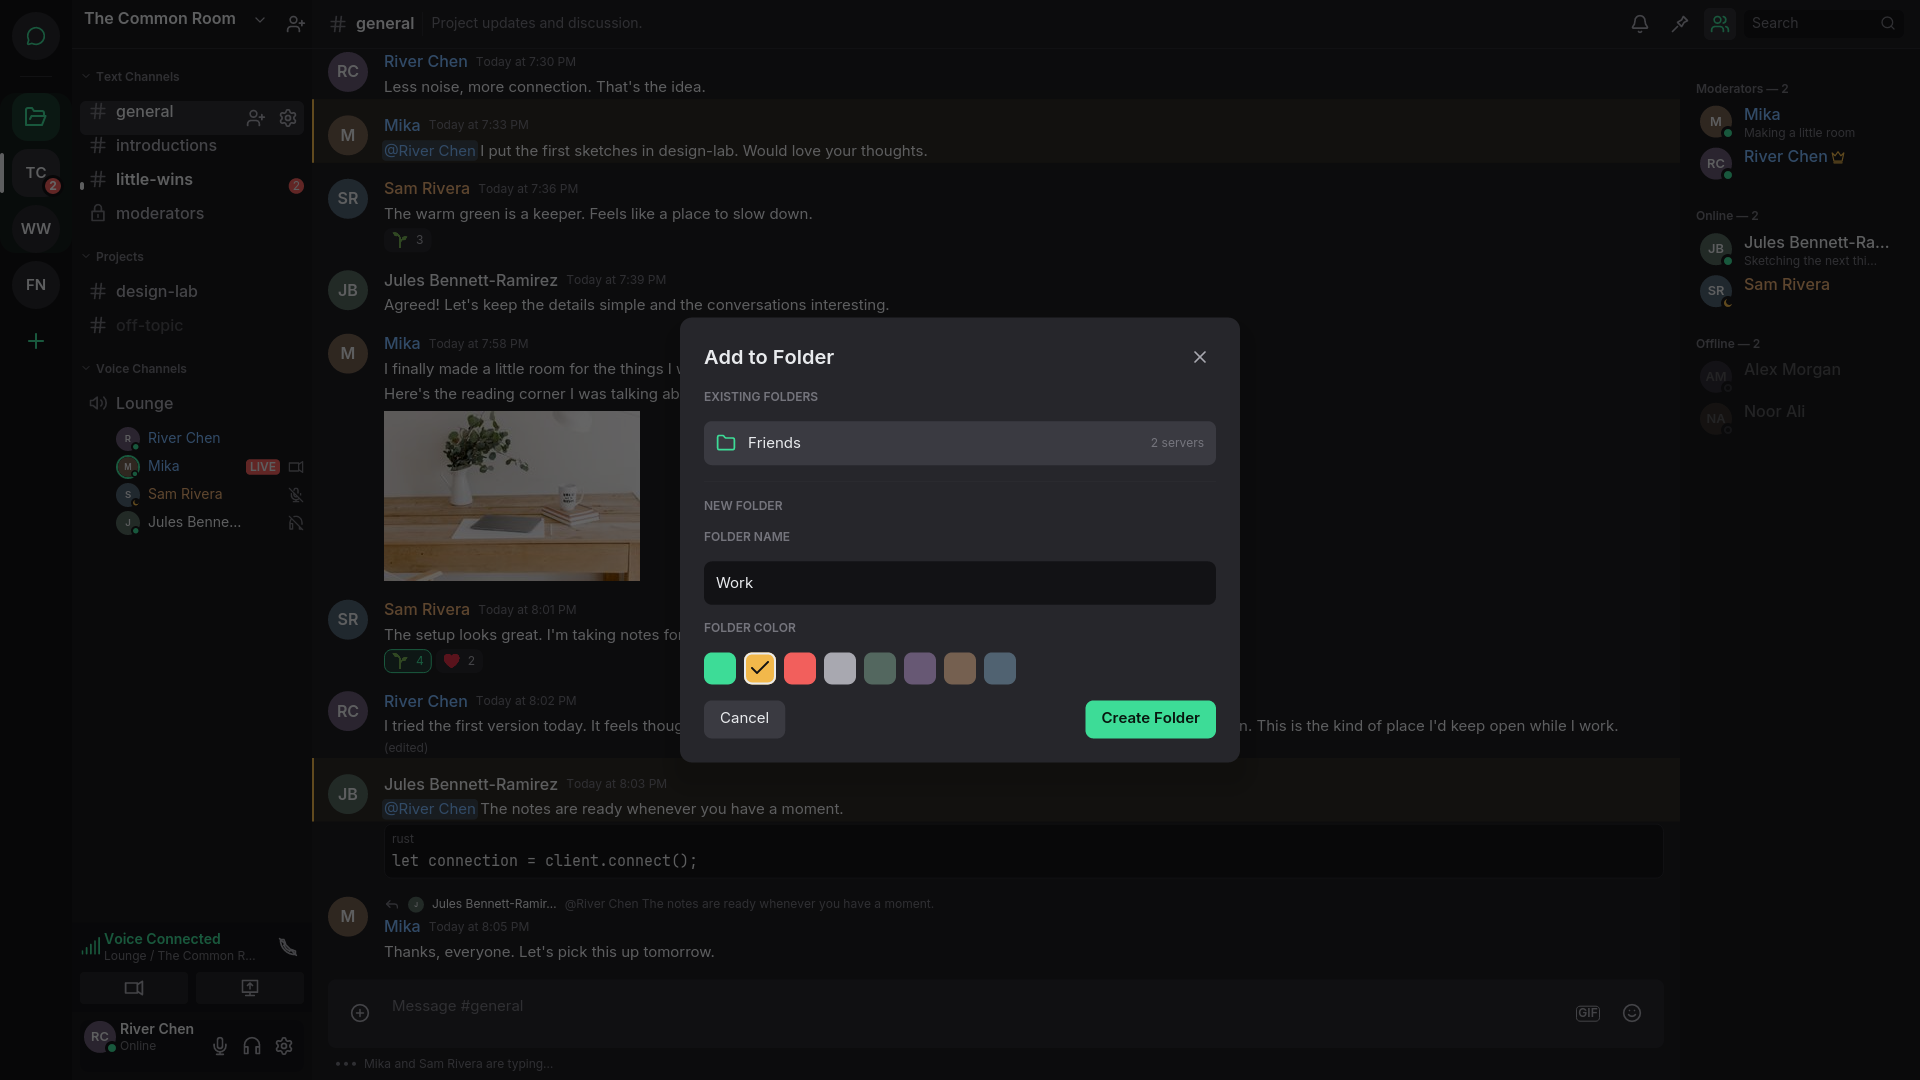 The Common Room
# general
Project updates and discussion.
Search
TC
2
WW
FN
Text Channels
general
introductions
little-wins
2
moderators
Projects
design-lab
off-topic
Voice Channels
Lounge
R
River Chen
M
Mika
LIVE
S
Sam Rivera
J
Jules Benne...
Voice Connected
Lounge / The Common R...
RC
River Chen
Online
RC
River Chen Today at 7:30 PM
Less noise, more connection. That's the idea.
M
Mika Today at 7:33 PM
@River Chen I put the first sketches in design-lab. Would love your thoughts.
SR
Sam Rivera Today at 7:36 PM
The warm green is a keeper. Feels like a place to slow down.
3
JB
Jules Bennett-Ramirez Today at 7:39 PM
Agreed! Let's keep the details simple and the conversations interesting.
M
Mika Today at 7:58 PM
I finally made a little room for the things I
Here's the reading corner I was talking ab
SR
Sam Rivera Today at 8:01 PM
The setup looks great. I'm taking notes for
4
2
RC
River Chen Today at 8:02 PM
I tried the first version today. It feels thoug
n. This is the kind of place I'd keep open while I work.
(edited)
JB
Jules Bennett-Ramirez Today at 8:03 PM
@River Chen The notes are ready whenever you have a moment.
rust
let connection = client.connect();
J
Jules Bennett-Ramir... @River Chen The notes are ready whenever you have a moment.
M
Mika Today at 8:05 PM
Thanks, everyone. Let's pick this up tomorrow.
Message #general
GIF
Mika and Sam Rivera are typing...
Add to Folder
EXISTING FOLDERS
Friends
2 servers
NEW FOLDER
FOLDER NAME
Work
FOLDER COLOR
Cancel
Create Folder
Moderators — 2
M
Mika
Making a little room
RC
River Chen
Online — 2
JB
Jules Bennett-Ra...
Sketching the next thi...
SR
Sam Rivera
Offline — 2
AM
Alex Morgan
NA
Noor Ali